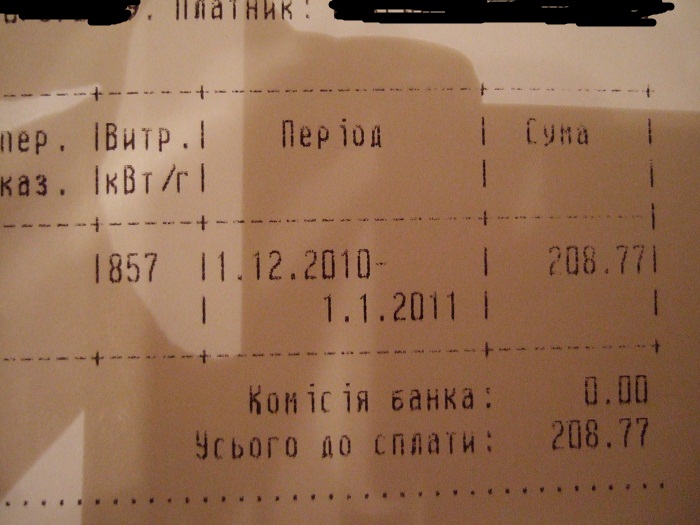 . Платник:
пер. |Витр.| Період | Сума |
каз. |кВт/г| | |
|857 |1.12.2010- | 208.77|
| 1.1.2011 | |
Комісія банка: 0.00
Усього до сплати: 208.77